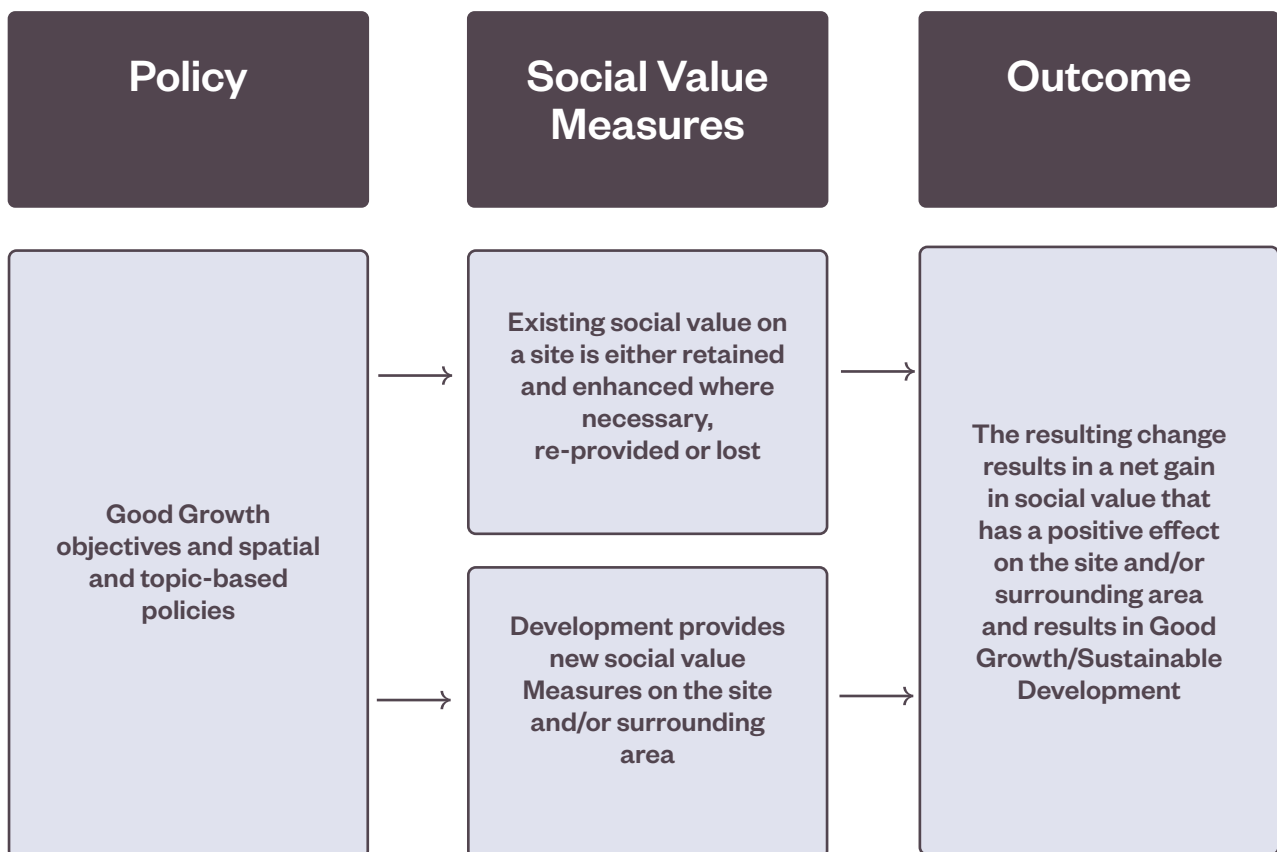 Policy
Social Value
Measures
Outcome
Good Growth
objectives and spatial
and topic-based
policies
Existing social value on
a site is either retained
and enhanced where
necessary,
re-provided or lost
Development provides
new social value
Measures on the site
and/or surrounding
area
The resulting change
results in a net gain
in social value that
has a positive effect
on the site and/or
surrounding area
and results in Good
Growth/Sustainable
Development